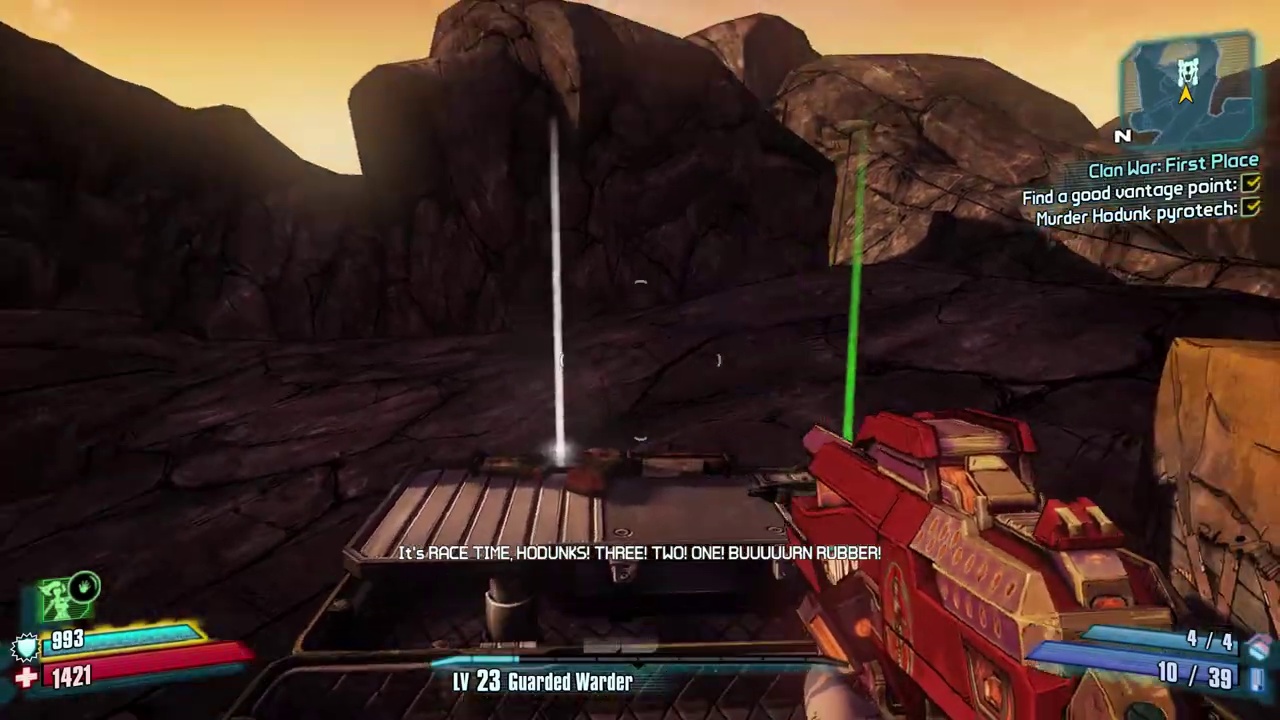 N
Clan War: First Place
Find a good vantage point:
Murder Hodunk pyrotech:
It's RACE TIME, HODUNKS! THREE! TWO! ONE! BUUUUURN RUBBER!
993
1421
4 / 4
10 / 39
LV 23 Guarded Warder